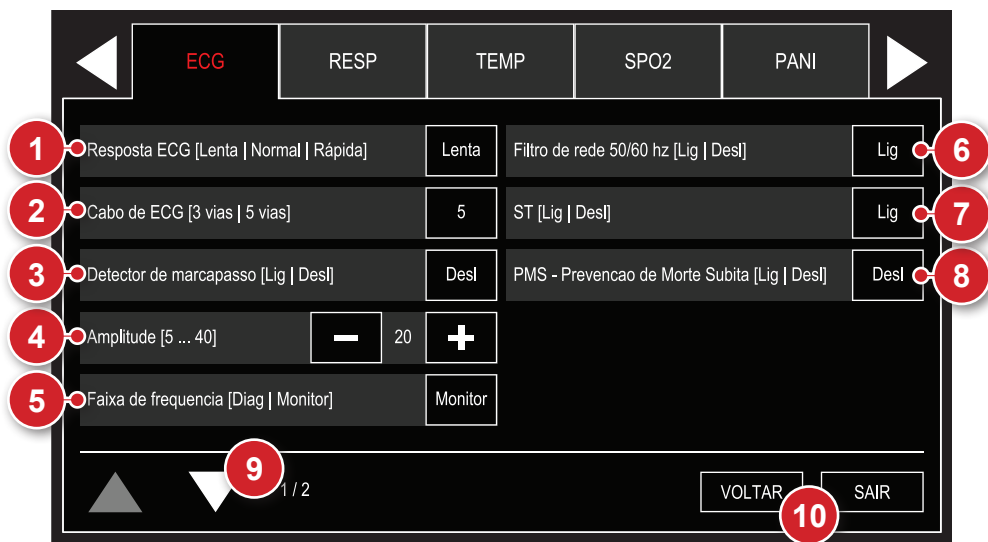 ECG RESP TEMP SPO2 PANI
1 Resposta ECG [Lenta | Normal | Rápida] Lenta Filtro de rede 50/60 hz [Lig | Desl] Lig 6
2 Cabo de ECG [3 vias | 5 vias] 5 ST [Lig | Desl] Lig 7
3 Detector de marcapasso [Lig | Desl] Desl PMS - Prevencao de Morte Subita [Lig | Desl] Desl 8
4 Amplitude [5 ... 40] − 20 +
5 Faixa de frequencia [Diag | Monitor] Monitor
9 1 / 2 VOLTAR SAIR
10